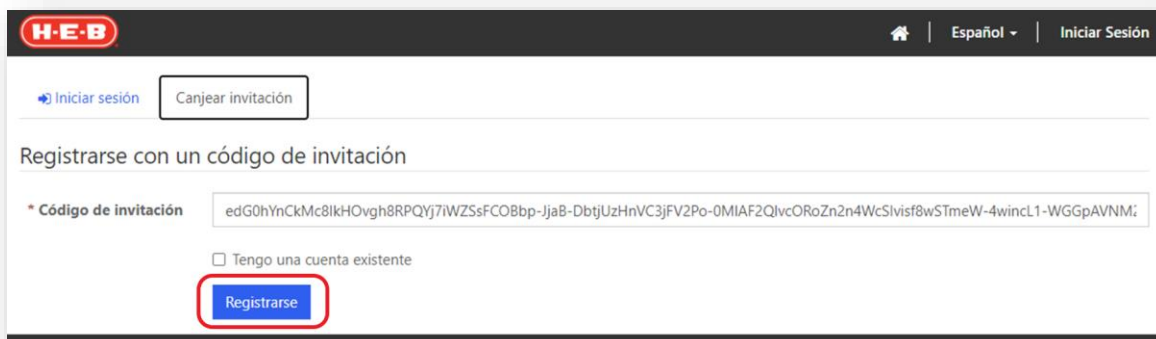 H-E-B
Español
Iniciar Sesión
Iniciar sesión
Canjear invitación
Registrarse con un código de invitación
* Código de invitación
edG0hYnCkMc8IkHOvgh8RPQYj7iWZSsFCOBbp-JjaB-DbtjUzHnVC3jFV2Po-0MIAF2QIvcORoZn2n4WcSIvisf8wSTmeW-4wincL1-WGGpAVNM
Tengo una cuenta existente
Registrarse